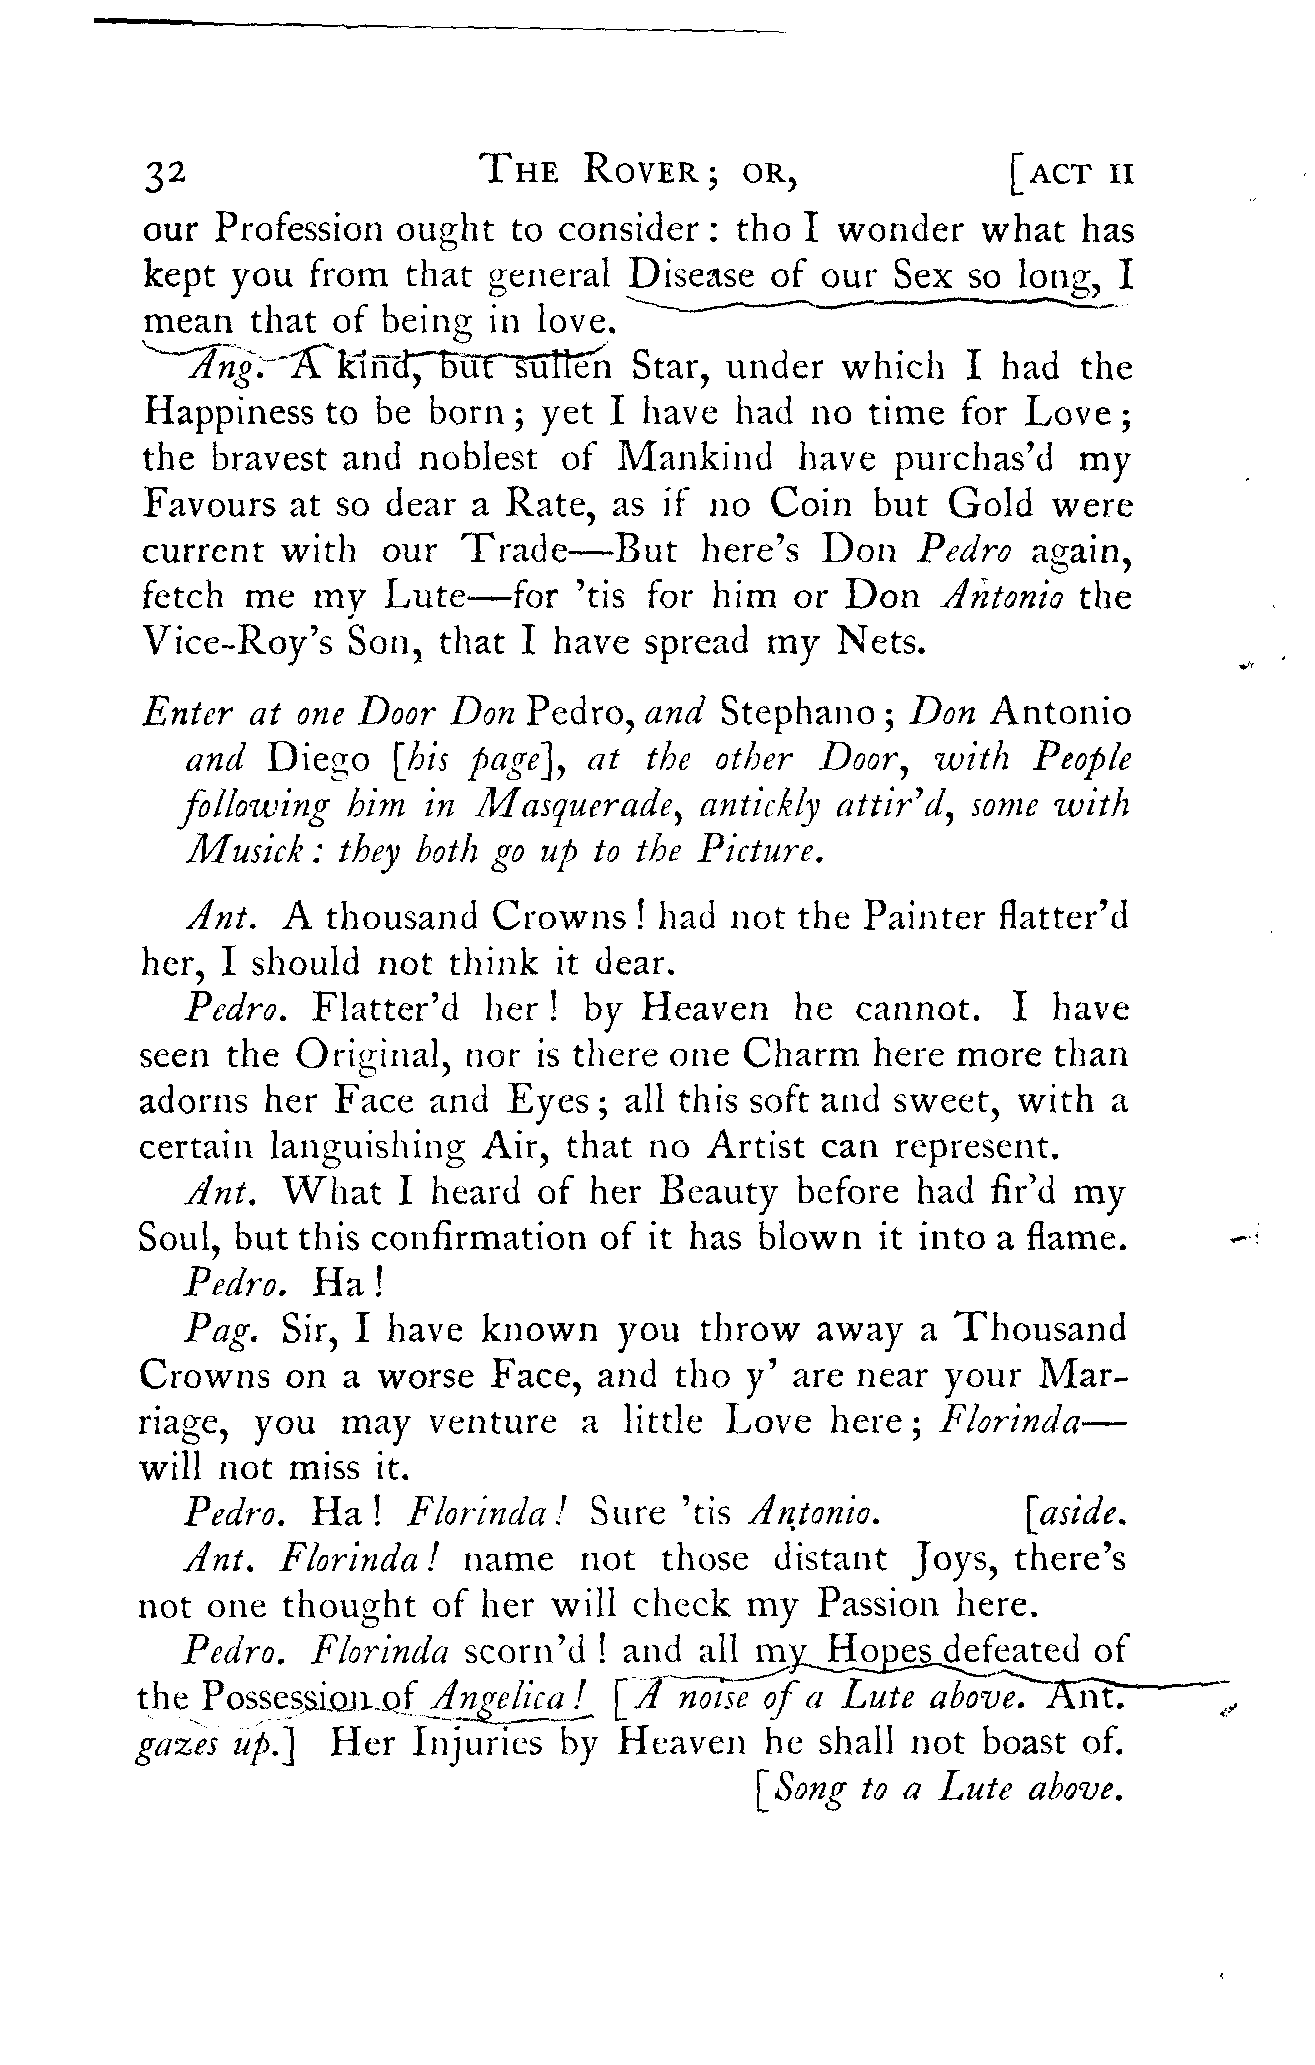 32 THE ROVER; OR, [ACT II
our Profession ought to consider: tho I wonder what has
kept you from that general Disease of our Sex so long, I
mean that of being in love.
Ang. A kind, but sullen Star, under which I had the
Happiness to be born; yet I have had no time for Love;
the bravest and noblest of Mankind have purchas'd my
Favours at so dear a Rate, as if no Coin but Gold were
current with our Trade—But here's Don Pedro again,
fetch me my Lute—for 'tis for him or Don Antonio the
Vice-Roy's Son, that I have spread my Nets.
Enter at one Door Don Pedro, and Stephano; Don Antonio
and Diego [his page], at the other Door, with People
following him in Masquerade, antickly attir'd, some with
Musick: they both go up to the Picture.
Ant. A thousand Crowns! had not the Painter flatter'd
her, I should not think it dear.
Pedro. Flatter'd her! by Heaven he cannot. I have
seen the Original, nor is there one Charm here more than
adorns her Face and Eyes; all this soft and sweet, with a
certain languishing Air, that no Artist can represent.
Ant. What I heard of her Beauty before had fir'd my
Soul, but this confirmation of it has blown it into a flame.
Pedro. Ha!
Pag. Sir, I have known you throw away a Thousand
Crowns on a worse Face, and tho y' are near your Mar-
riage, you may venture a little Love here; Florinda—
will not miss it.
Pedro. Ha! Florinda! Sure 'tis Antonio. [aside.
Ant. Florinda! name not those distant Joys, there's
not one thought of her will check my Passion here.
Pedro. Florinda scorn'd! and all my Hopes defeated of
the Possession of Angelica! [A noise of a Lute above. Ant.
gazes up.] Her Injuries by Heaven he shall not boast of.
[Song to a Lute above.